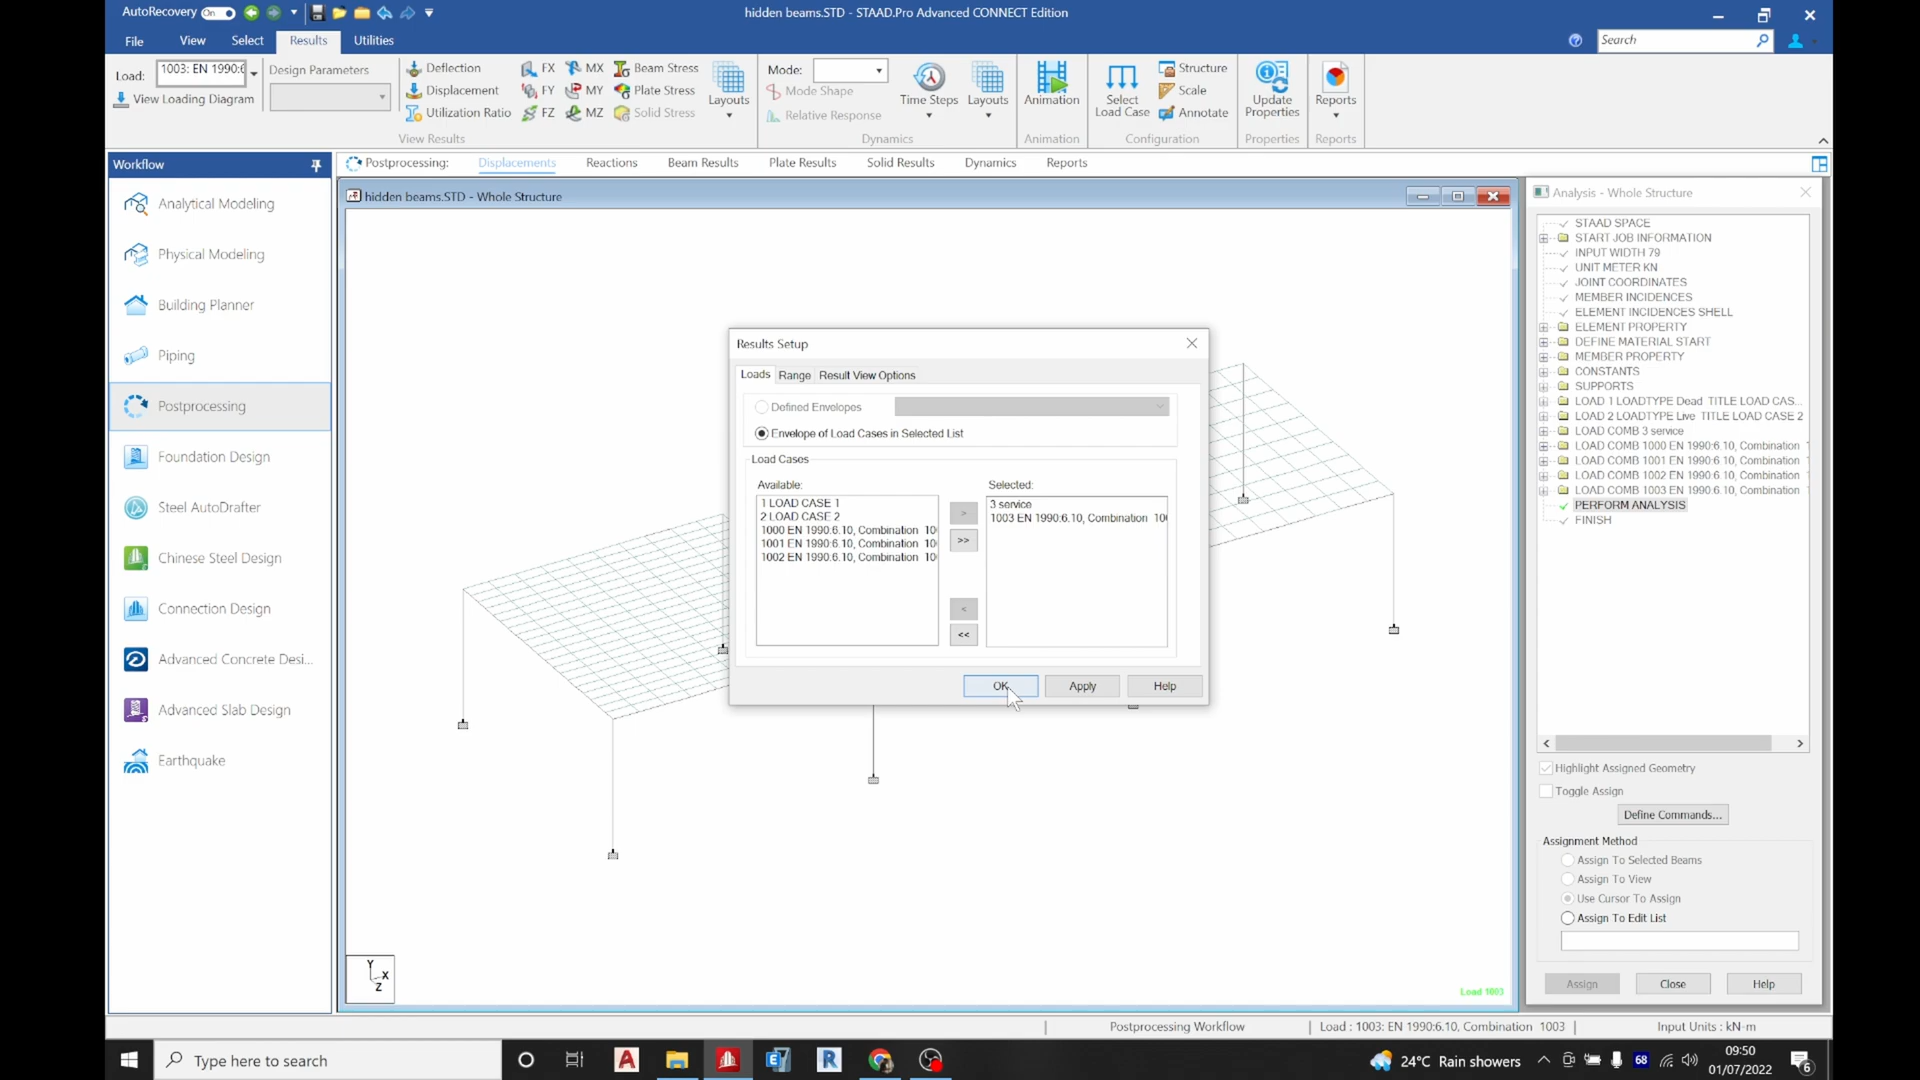 AutoRecovery On
hidden beams.STD - STAAD.Pro Advanced CONNECT Edition
File
View
Select
Results
Utilities
Search
Load:
1003: EN 1990:6
View Loading Diagram
Design Parameters
Deflection
Displacement
Utilization Ratio
FX
FY
FZ
MX
MY
MZ
Beam Stress
Plate Stress
Solid Stress
Layouts
View Results
Mode:
Mode Shape
Relative Response
Time Steps
Layouts
Dynamics
Animation
Animation
Select
Load Case
Structure
Scale
Annotate
Configuration
Update
Properties
Properties
Reports
Reports
Workflow
Postprocessing:
Displacements
Reactions
Beam Results
Plate Results
Solid Results
Dynamics
Reports
Analytical Modeling
Physical Modeling
Building Planner
Piping
Postprocessing
Foundation Design
Steel AutoDrafter
Chinese Steel Design
Connection Design
Advanced Concrete Desi...
Advanced Slab Design
Earthquake
hidden beams.STD - Whole Structure
Results Setup
Loads
Range
Result View Options
Defined Envelopes
Envelope of Load Cases in Selected List
Load Cases
Available:
1 LOAD CASE 1
2 LOAD CASE 2
1000 EN 1990:6.10, Combination 10
1001 EN 1990:6.10, Combination 10
1002 EN 1990:6.10, Combination 10
>
>>
<
<<
Selected:
3 service
1003 EN 1990:6.10, Combination 10
OK
Apply
Help
Y
X
Z
Load 1003
Analysis - Whole Structure
STAAD SPACE
START JOB INFORMATION
INPUT WIDTH 79
UNIT METER KN
JOINT COORDINATES
MEMBER INCIDENCES
ELEMENT INCIDENCES SHELL
ELEMENT PROPERTY
DEFINE MATERIAL START
MEMBER PROPERTY
CONSTANTS
SUPPORTS
LOAD 1 LOADTYPE Dead TITLE LOAD CAS...
LOAD 2 LOADTYPE Live TITLE LOAD CASE 2
LOAD COMB 3 service
LOAD COMB 1000 EN 1990:6.10, Combination
LOAD COMB 1001 EN 1990:6.10, Combination
LOAD COMB 1002 EN 1990:6.10, Combination
LOAD COMB 1003 EN 1990:6.10, Combination
PERFORM ANALYSIS
FINISH
Highlight Assigned Geometry
Toggle Assign
Define Commands...
Assignment Method
Assign To Selected Beams
Assign To View
Use Cursor To Assign
Assign To Edit List
Assign
Close
Help
Postprocessing Workflow
Load : 1003: EN 1990:6.10, Combination 1003
Input Units : kN-m
Type here to search
24°C Rain showers
68
09:50
01/07/2022
6